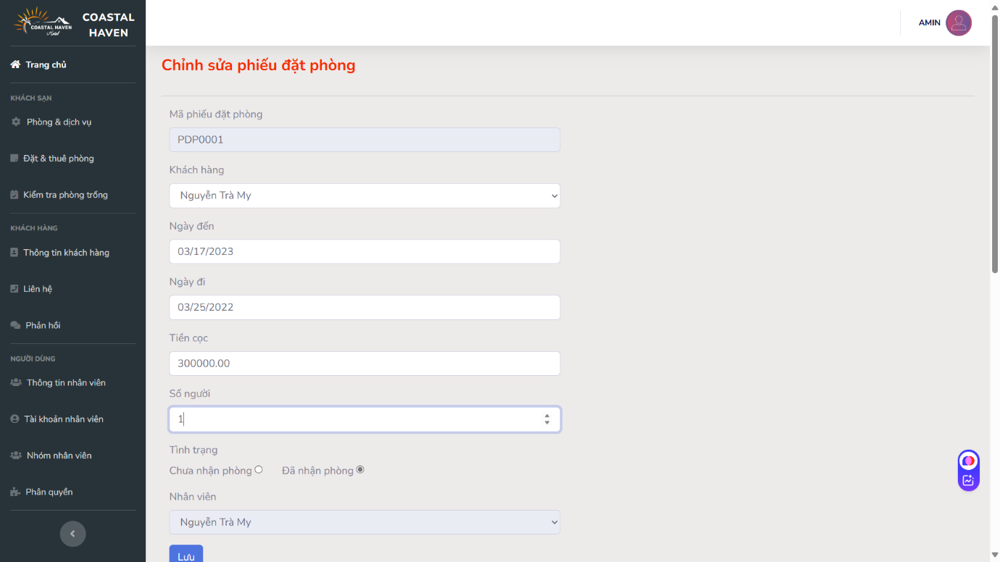 COASTAL HAVEN
Hotel
COASTAL
HAVEN
AMIN
Trang chủ
KHÁCH SẠN
Phòng & dịch vụ
Đặt & thuê phòng
Kiểm tra phòng trống
KHÁCH HÀNG
Thông tin khách hàng
Liên hệ
Phản hồi
NGƯỜI DÙNG
Thông tin nhân viên
Tài khoản nhân viên
Nhóm nhân viên
Phân quyền
Chỉnh sửa phiếu đặt phòng
Mã phiếu đặt phòng
PDP0001
Khách hàng
Nguyễn Trà My
Ngày đến
03/17/2023
Ngày đi
03/25/2022
Tiền cọc
300000.00
Số người
1
Tình trạng
Chưa nhận phòng Đã nhận phòng
Nhân viên
Nguyễn Trà My
Lưu